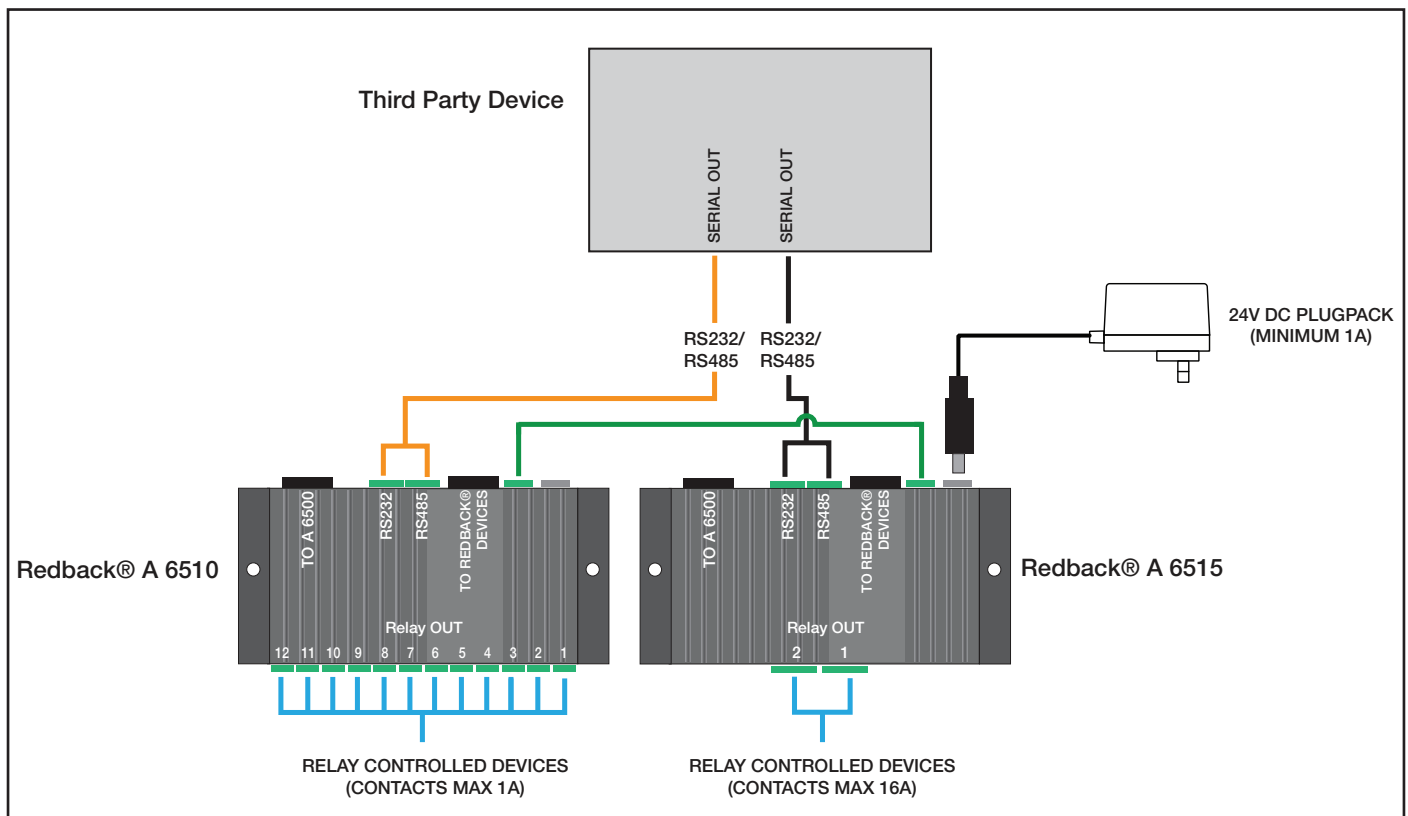 Third Party Device
SERIAL OUT
SERIAL OUT
RS232/
RS485
RS232/
RS485
24V DC PLUGPACK
(MINIMUM 1A)
Redback® A 6510
TO A 6500
RS232
RS485
TO REDBACK®
DEVICES
Relay OUT
12 11 10 9 8 7 6 5 4 3 2 1
RELAY CONTROLLED DEVICES
(CONTACTS MAX 1A)
TO A 6500
RS232
RS485
TO REDBACK®
DEVICES
Redback® A 6515
Relay OUT
2 1
RELAY CONTROLLED DEVICES
(CONTACTS MAX 16A)